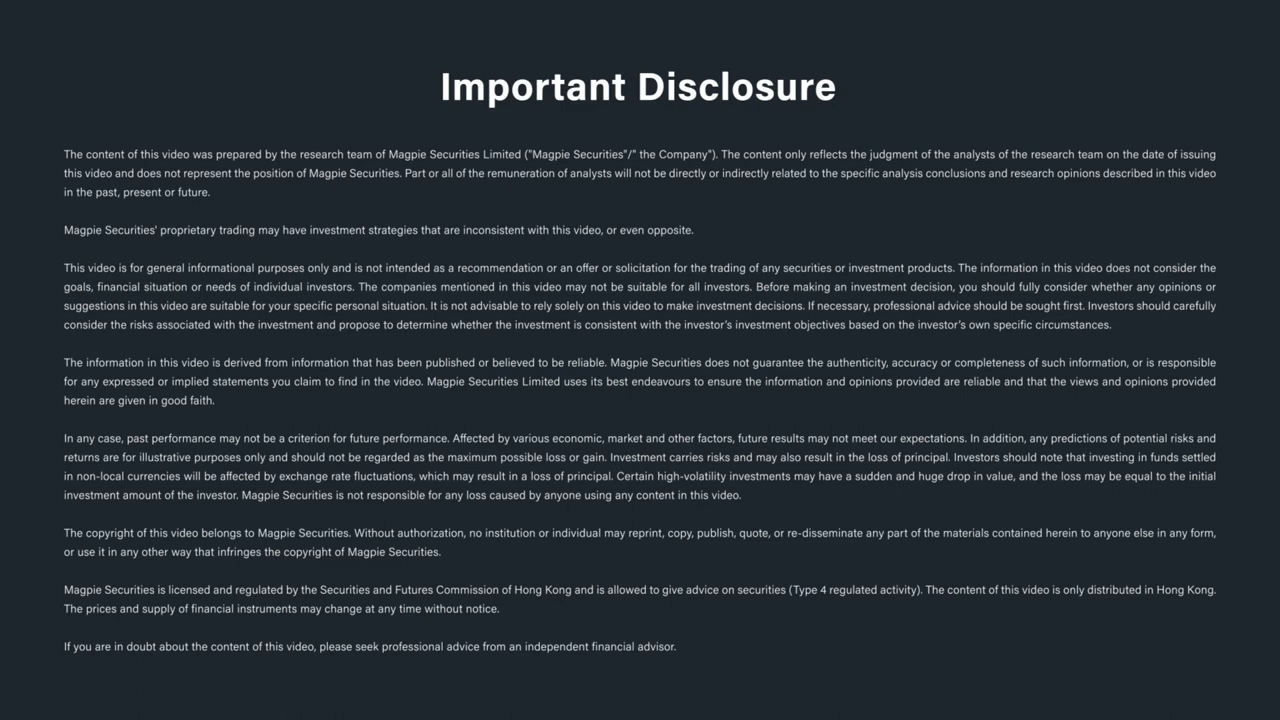 Important Disclosure
The content of this video was prepared by the research team of Magpie Securities Limited ("Magpie Securities"/" the Company"). The content only reflects the judgment of the analysts of the research team on the date of issuing
this video and does not represent the position of Magpie Securities. Part or all of the remuneration of analysts will not be directly or indirectly related to the specific analysis conclusions and research opinions described in this video
in the past, present or future.
Magpie Securities' proprietary trading may have investment strategies that are inconsistent with this video, or even opposite.
This video is for general informational purposes only and is not intended as a recommendation or an offer or solicitation for the trading of any securities or investment products. The information in this video does not consider the
goals, financial situation or needs of individual investors. The companies mentioned in this video may not be suitable for all investors. Before making an investment decision, you should fully consider whether any opinions or
suggestions in this video are suitable for your specific personal situation. It is not advisable to rely solely on this video to make investment decisions. If necessary, professional advice should be sought first. Investors should carefully
consider the risks associated with the investment and propose to determine whether the investment is consistent with the investor's investment objectives based on the investor's own specific circumstances.
The information in this video is derived from information that has been published or believed to be reliable. Magpie Securities does not guarantee the authenticity, accuracy or completeness of such information, or is responsible
for any expressed or implied statements you claim to find in the video. Magpie Securities Limited uses its best endeavours to ensure the information and opinions provided are reliable and that the views and opinions provided
herein are given in good faith.
In any case, past performance may not be a criterion for future performance. Affected by various economic, market and other factors, future results may not meet our expectations. In addition, any predictions of potential risks and
returns are for illustrative purposes only and should not be regarded as the maximum possible loss or gain. Investment carries risks and may also result in the loss of principal. Investors should note that investing in funds settled
in non-local currencies will be affected by exchange rate fluctuations, which may result in a loss of principal. Certain high-volatility investments may have a sudden and huge drop in value, and the loss may be equal to the initial
investment amount of the investor. Magpie Securities is not responsible for any loss caused by anyone using any content in this video.
The copyright of this video belongs to Magpie Securities. Without authorization, no institution or individual may reprint, copy, publish, quote, or re-disseminate any part of the materials contained herein to anyone else in any form,
or use it in any other way that infringes the copyright of Magpie Securities.
Magpie Securities is licensed and regulated by the Securities and Futures Commission of Hong Kong and is allowed to give advice on securities (Type 4 regulated activity). The content of this video is only distributed in Hong Kong.
The prices and supply of financial instruments may change at any time without notice.
If you are in doubt about the content of this video, please seek professional advice from an independent financial advisor.